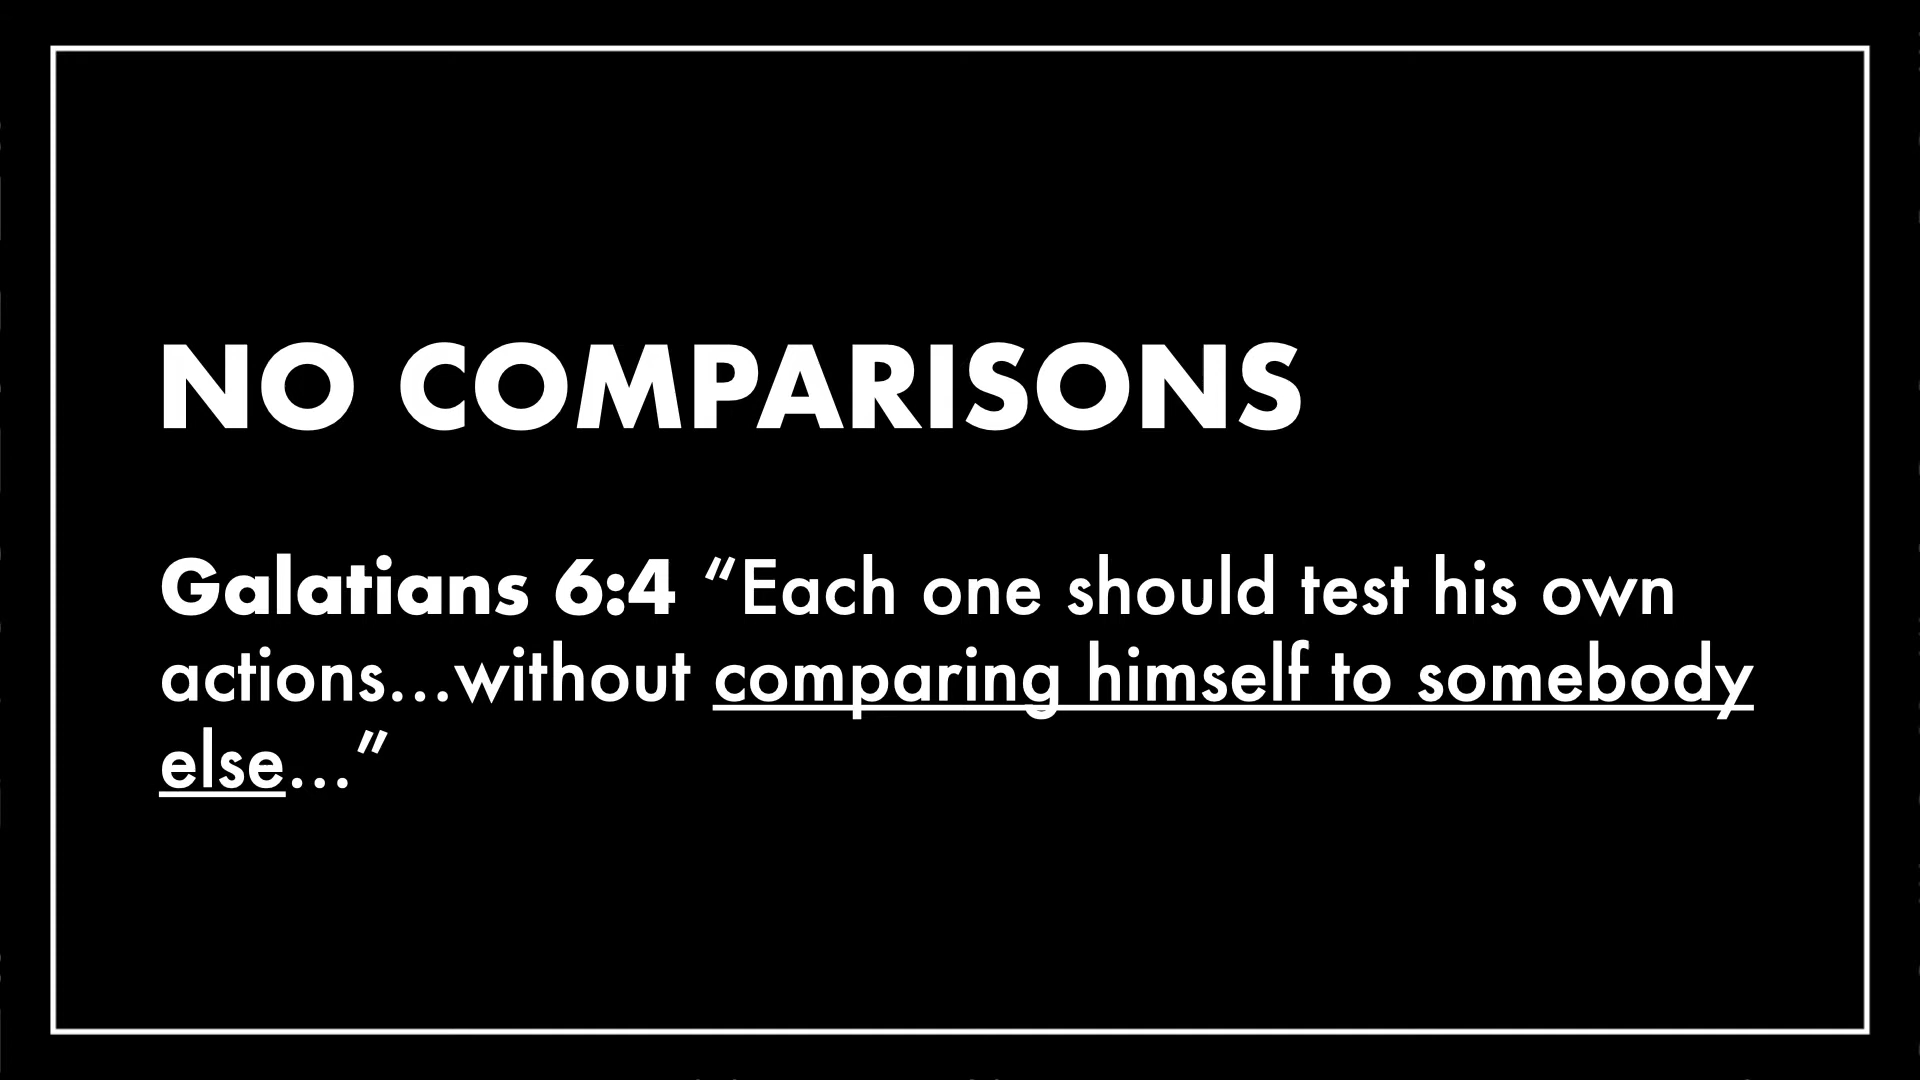 NO COMPARISONS
Galatians 6:4 “Each one should test his own
actions...without comparing himself to somebody
else...”